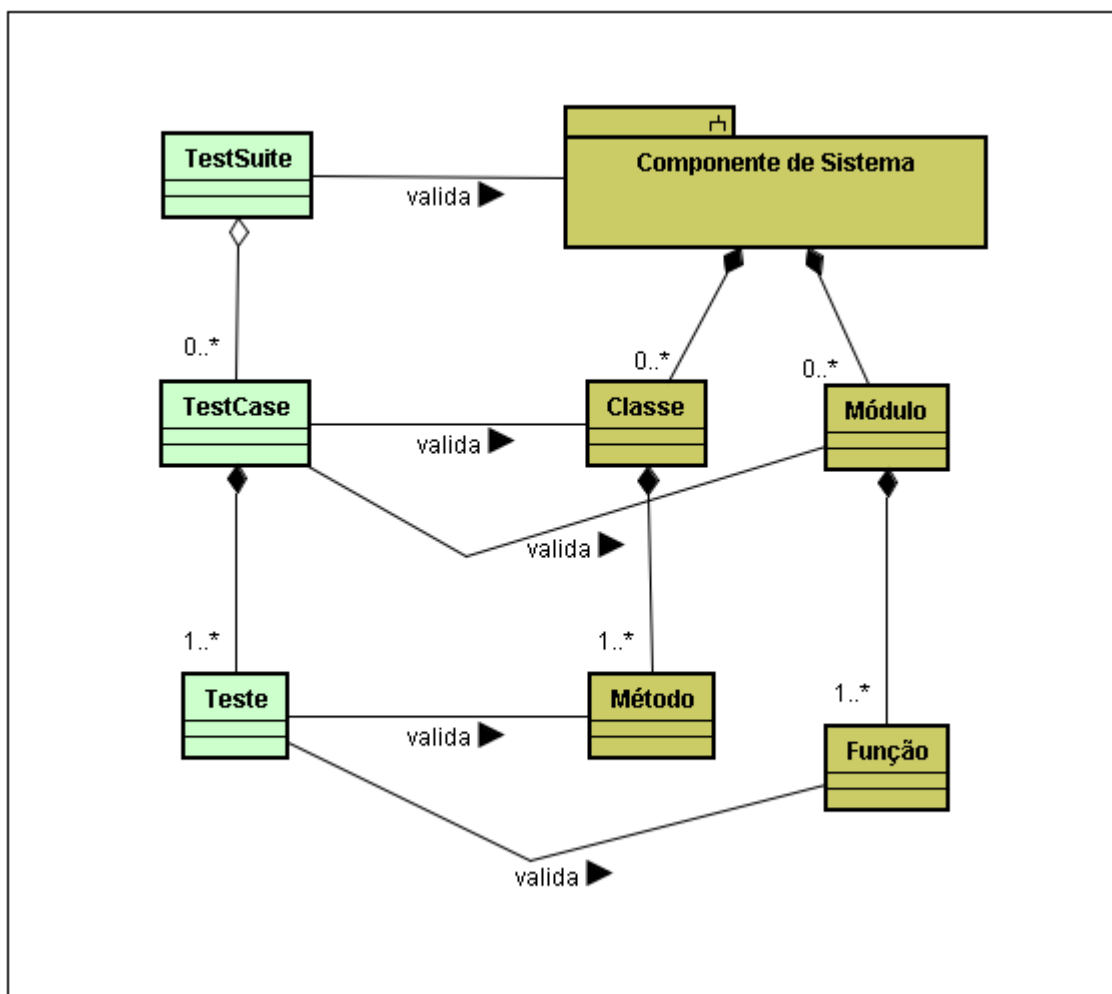 TestSuite
Componente de Sistema
valida
0..*
0..*
0..*
TestCase
Classe
Módulo
valida
valida
1..*
1..*
1..*
Teste
Método
valida
Função
valida